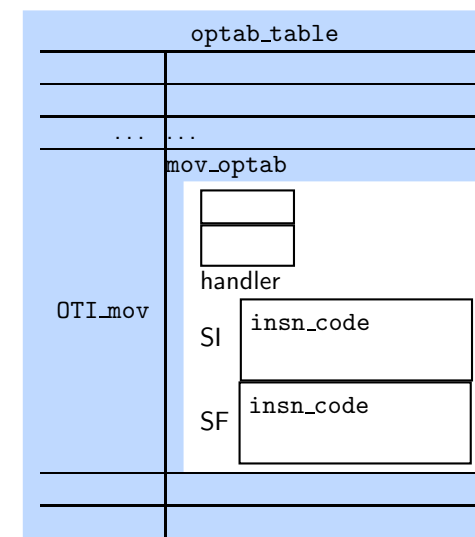 optab_table
... ...
mov_optab
handler
OTI_mov
SI
insn_code
SF
insn_code